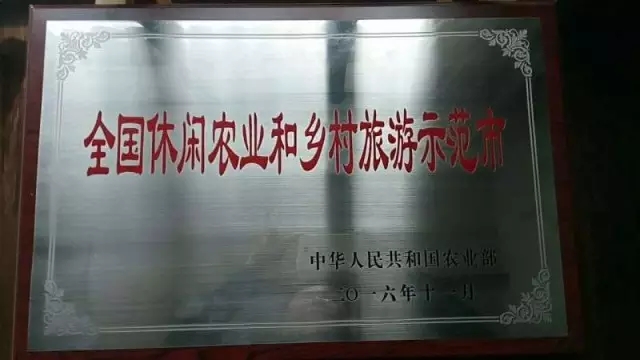 全国休闲农业和乡村旅游示范市
中华人民共和国农业部
二〇一六年十一月